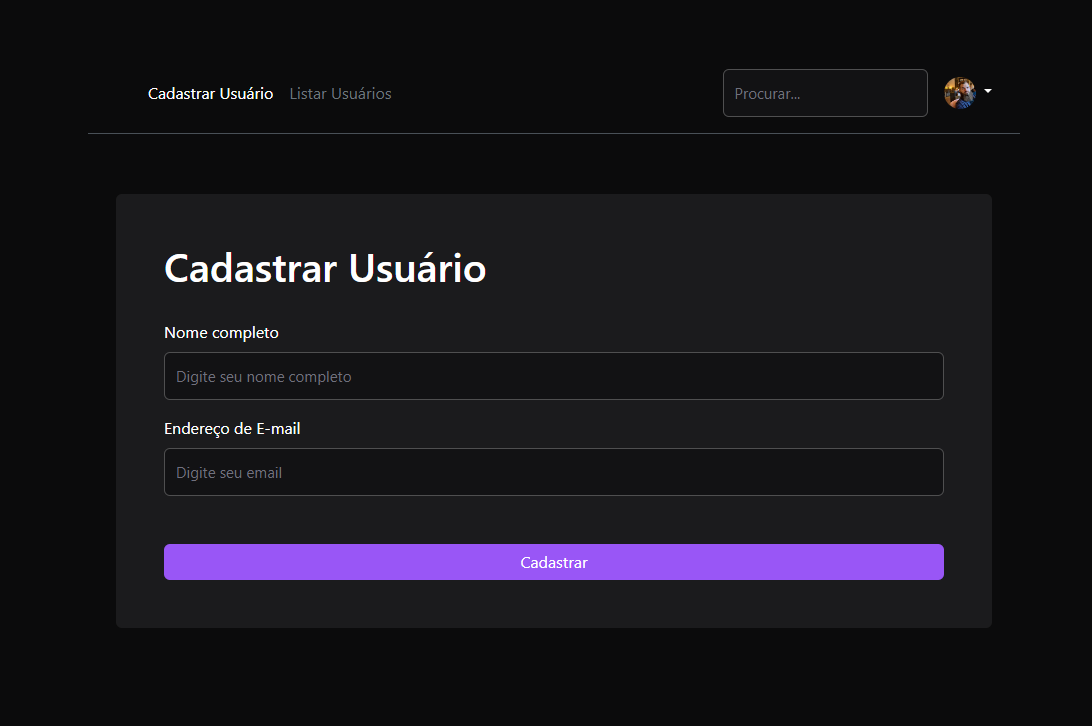 Cadastrar Usuário Listar Usuários Procurar...
Cadastrar Usuário
Nome completo
Digite seu nome completo
Endereço de E-mail
Digite seu email
Cadastrar